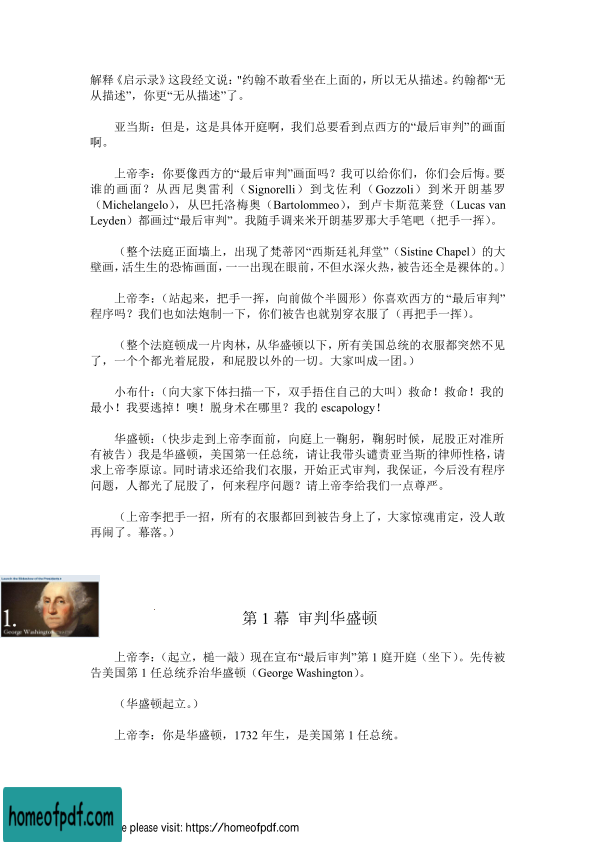 解释《启示录》这段经文说："约翰不敢看坐在上面的，所以无从描述。约翰都“无
从描述”，你更“无从描述”了。
亚当斯：但是，这是具体开庭啊，我们总要看到点西方的“最后审判”的画面
啊。
上帝李：你要像西方的“最后审判”画面吗？我可以给你们，你们会后悔。要
谁的画面？从西尼奥雷利（Signorelli）到戈佐利（Gozzoli）到米开朗基罗
（Michelangelo），从巴托洛梅奥（Bartolommeo），到卢卡斯范莱登（Lucas van
Leyden）都画过“最后审判”。我随手调来米开朗基罗那大手笔吧（把手一挥）。
（整个法庭正面墙上，出现了梵蒂冈“西斯廷礼拜堂”（Sistine Chapel）的大
壁画，活生生的恐怖画面，一一出现在眼前，不但水深火热，被告还全是裸体的。〕
上帝李：（站起来，把手一挥，向前做个半圆形）你喜欢西方的“最后审判”
程序吗？我们也如法炮制一下，你们被告也就别穿衣服了（再把手一挥）。
（整个法庭顿成一片肉林，从华盛顿以下，所有美国总统的衣服都突然不见
了，一个个都光着屁股，和屁股以外的一切。大家叫成一团。）
小布什：（向大家下体扫描一下，双手捂住自己的大叫）救命！救命！我的
最小！我要逃掉！噢！脱身术在哪里？我的 escapology！
华盛顿：（快步走到上帝李面前，向庭上一鞠躬，鞠躬时候，屁股正对准所
有被告）我是华盛顿，美国第一任总统，请让我带头谴责亚当斯的律师性格，请
求上帝李原谅。同时请求还给我们衣服，开始正式审判，我保证，今后没有程序
问题，人都光了屁股了，何来程序问题？请上帝李给我们一点尊严。
（上帝李把手一招，所有的衣服都回到被告身上了，大家惊魂甫定，没人敢
再闹了。幕落。）
1.
George Washington
第 1 幕 审判华盛顿
上帝李：（起立，槌一敲）现在宣布“最后审判”第 1 庭开庭（坐下）。先传被
告美国第 1 任总统乔治华盛顿（George Washington）。
（华盛顿起立。）
上帝李：你是华盛顿，1732 年生，是美国第 1 任总统。
homeofpdf.com
e please visit: https://homeofpdf.com